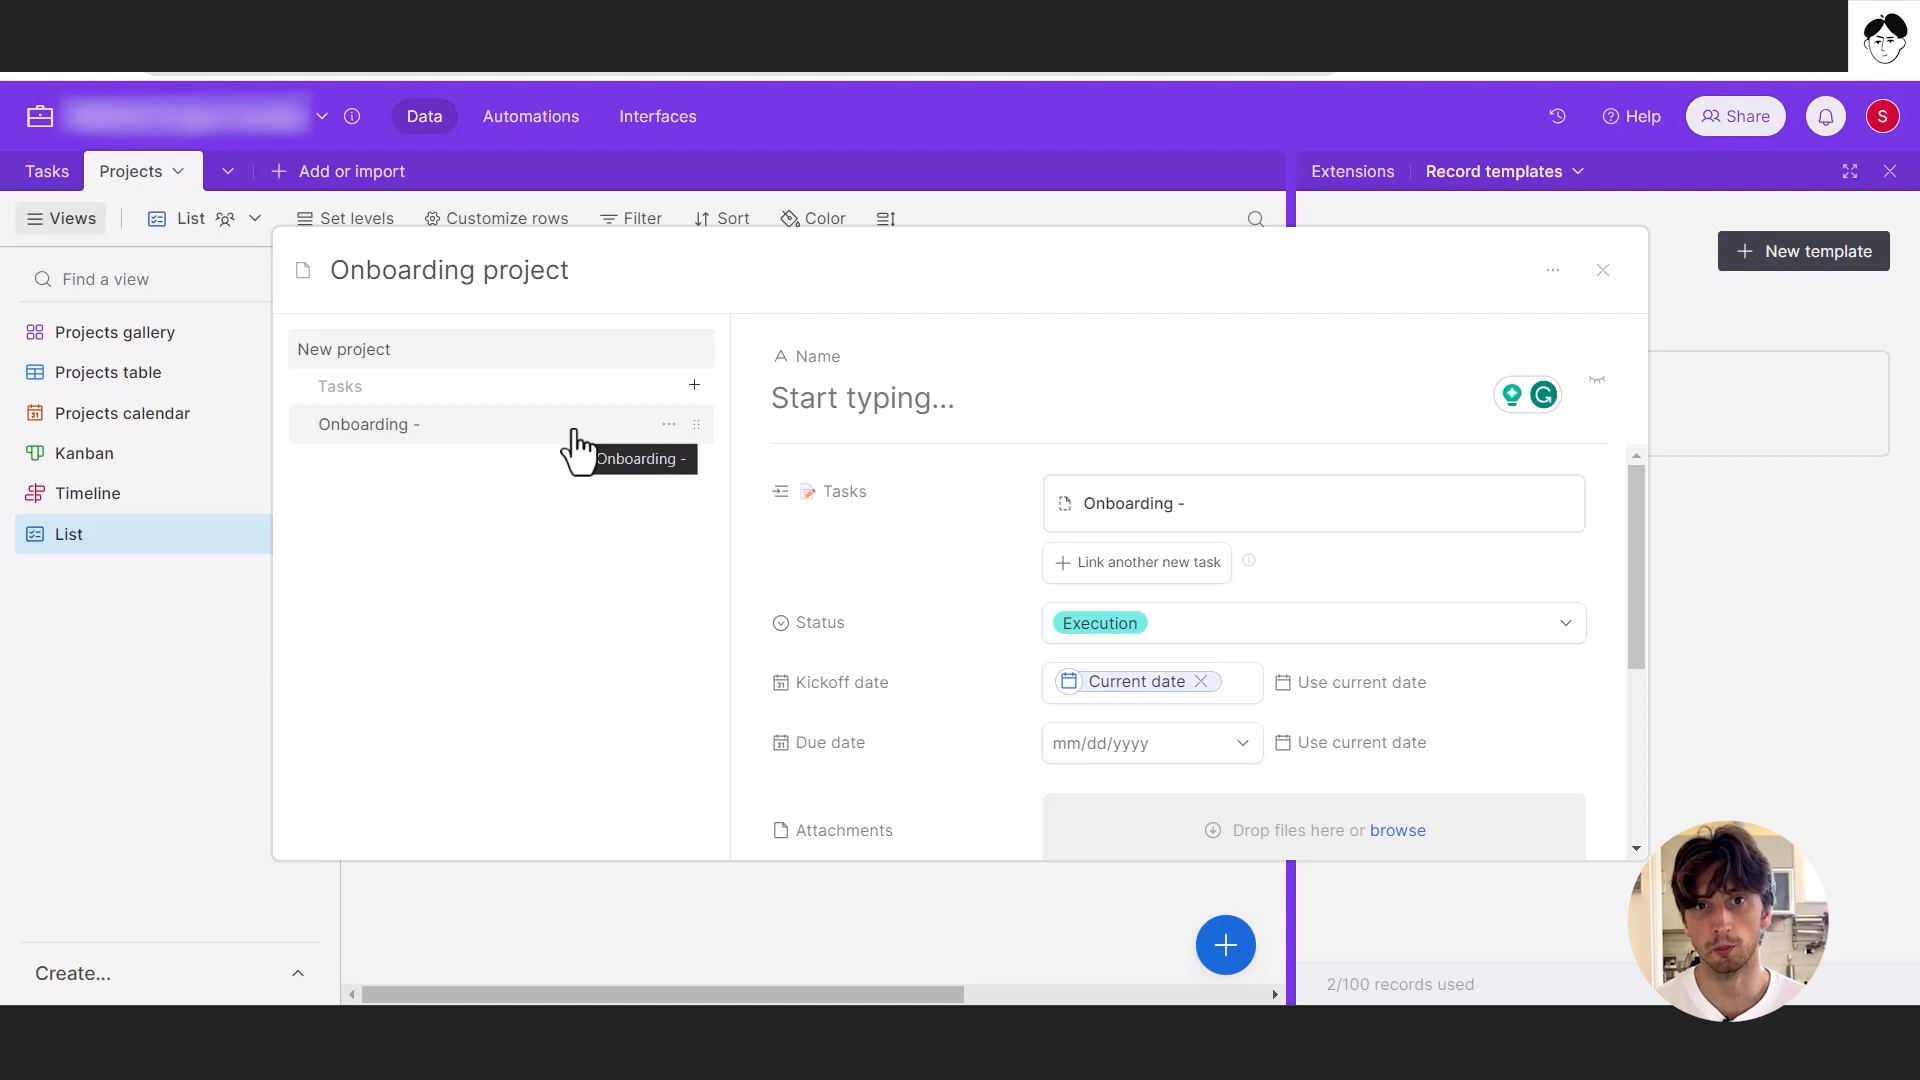 Data
Automations
Interfaces
Help
Share
S
Tasks
Projects
Add or import
Extensions
Record templates
Views
List
Set levels
Customize rows
Filter
Sort
Color
New template
Find a view
Projects gallery
Projects table
31 Projects calendar
Kanban
Timeline
List
Create...
Onboarding project
New project
Tasks
Onboarding -
Onboarding -
Name
Start typing...
Tasks
Onboarding -
Link another new task
Status
Execution
Kickoff date
Current date
Use current date
Due date
mm/dd/yyyy
Use current date
Attachments
Drop files here or browse
2/100 records used